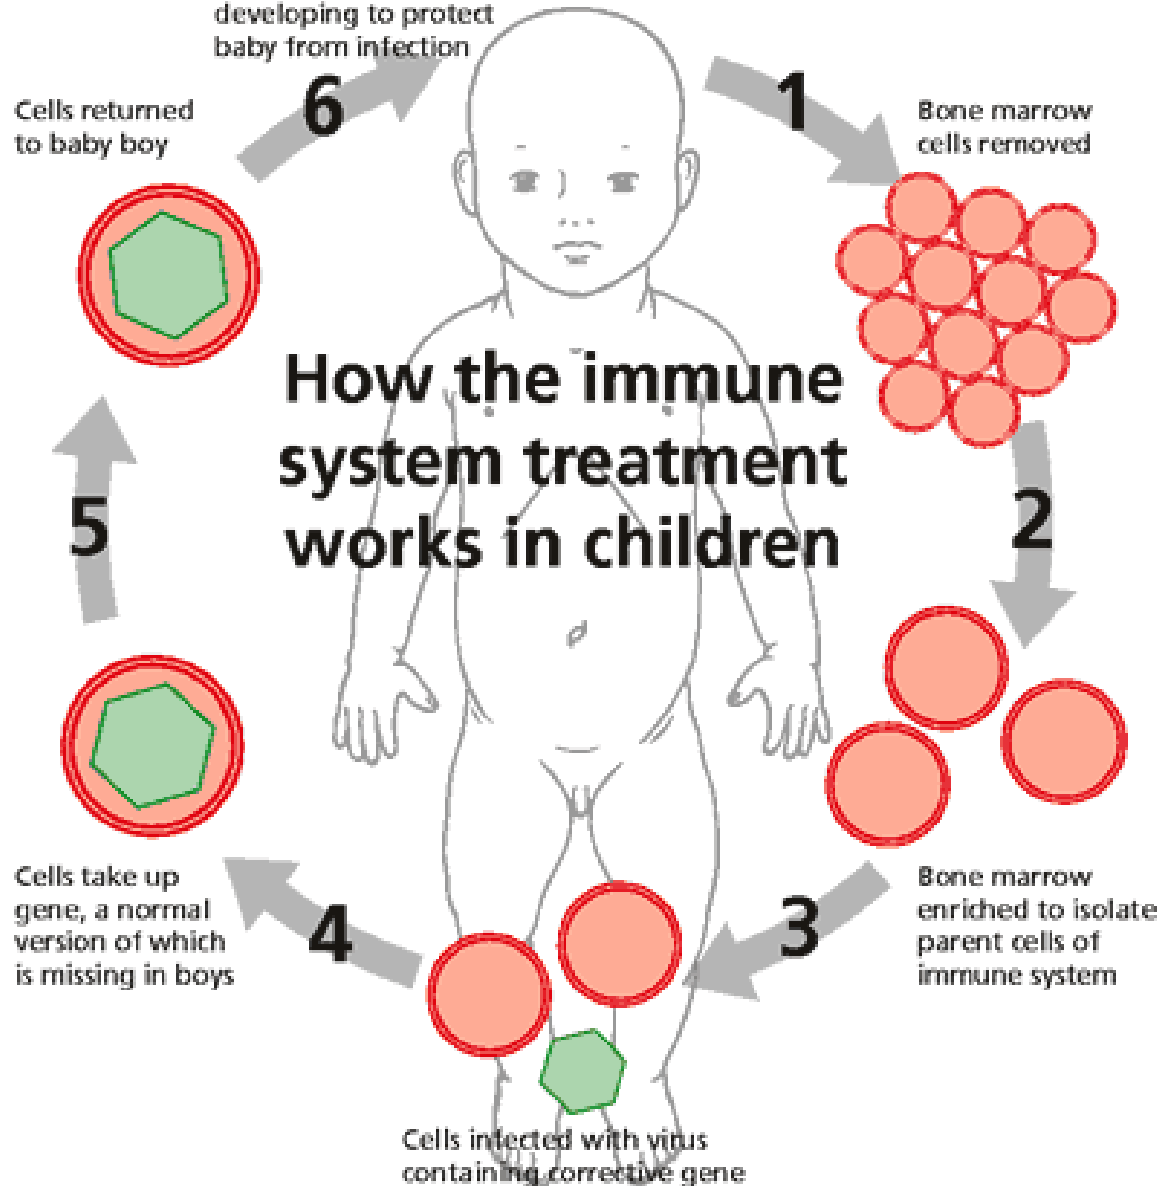 developing to protect
baby from infection
6
1
Cells returned
to baby boy
Bone marrow
cells removed
How the immune
system treatment
works in children
5
2
Cells take up
gene, a normal
version of which
is missing in boys
4
3
Bone marrow
enriched to isolate
parent cells of
immune system
Cells infected with virus
containing corrective gene